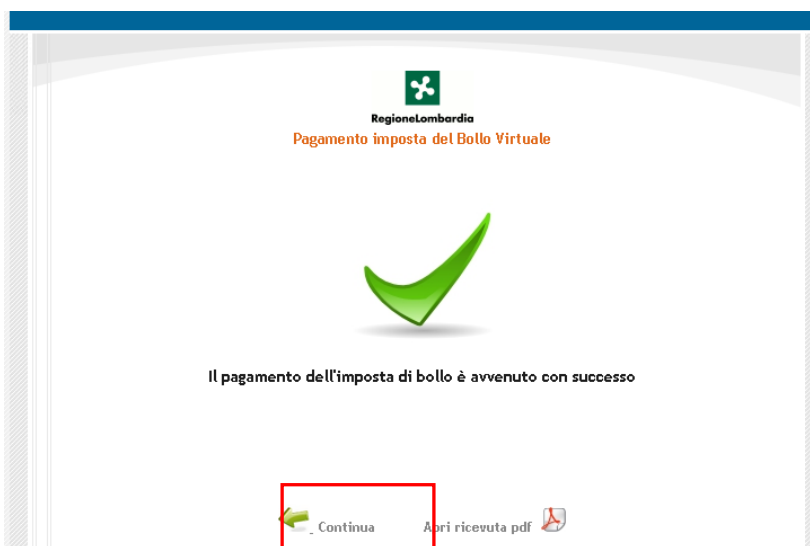 RegioneLombardia
Pagamento imposta del Bollo Virtuale
Il pagamento dell'imposta di bollo è avvenuto con successo
Continua Apri ricevuta pdf